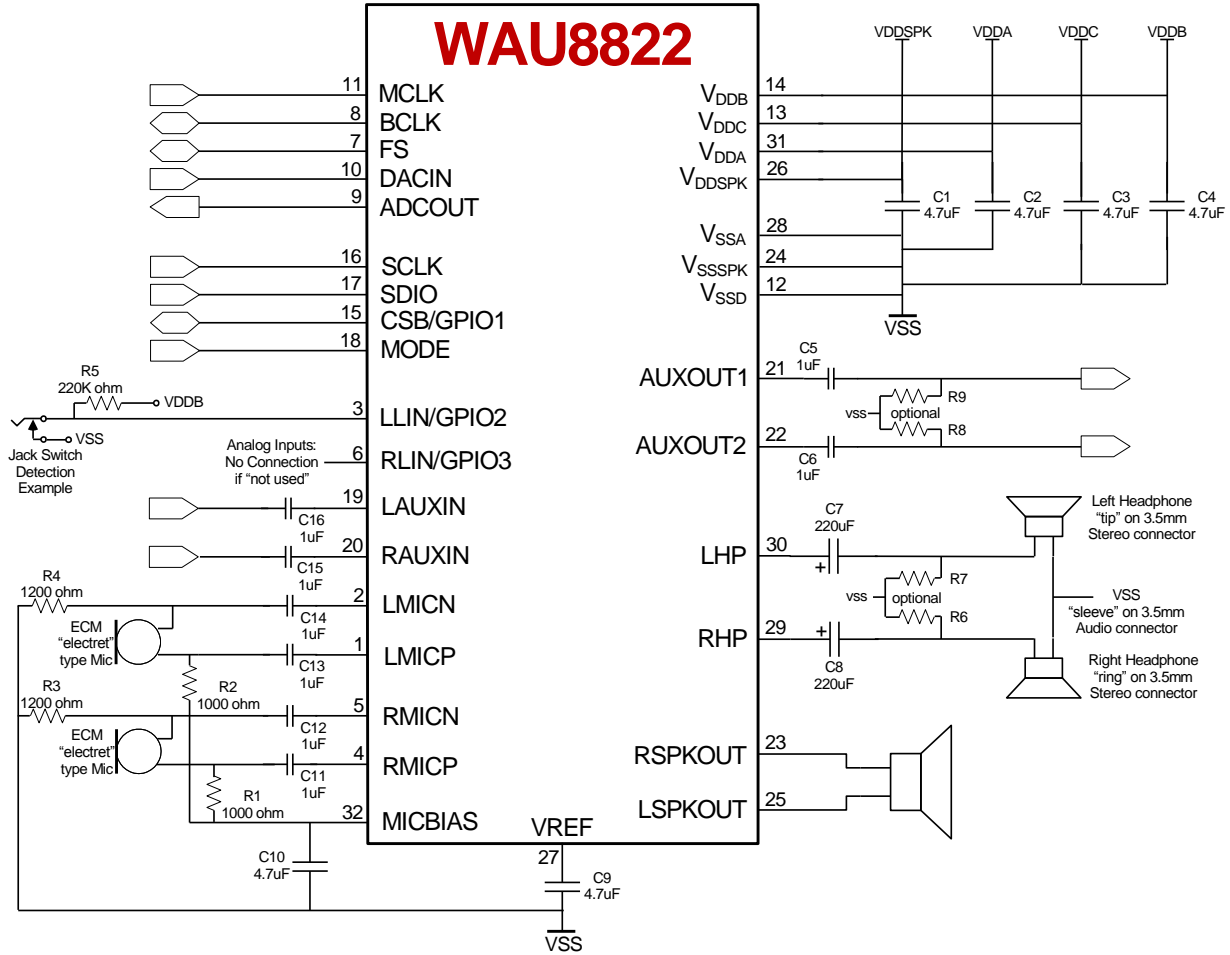 WAU8822
VDDSPK
VDDA
VDDC
VDDB
11
MCLK
8
BCLK
7
FS
10
DACIN
9
ADCOUT
16
SCLK
17
SDIO
15
CSB/GPIO1
18
MODE
3
LLIN/GPIO2
6
RLIN/GPIO3
19
LAUXIN
20
RAUXIN
2
LMICN
1
LMICP
5
RMICN
4
RMICP
32
MICBIAS
VREF
27
14
VDDB
13
VDDC
31
VDDA
26
VDDSPK
28
VSSA
24
VSSSPK
12
VSSD
C1
4.7uF
C2
4.7uF
C3
4.7uF
C4
4.7uF
VSS
AUXOUT1
21
C5
1uF
R9
vss
optional
R8
AUXOUT2
22
C6
1uF
LHP
30
C7
220uF
+
R7
vss
optional
R6
RHP
29
+
C8
220uF
Left Headphone
“tip” on 3.5mm
Stereo connector
VSS
“sleeve” on 3.5mm
Audio connector
Right Headphone
“ring” on 3.5mm
Stereo connector
RSPKOUT
23
LSPKOUT
25
R5
220K ohm
VDDB
VSS
Jack Switch
Detection
Example
Analog Inputs:
No Connection
if “not used”
C16
1uF
C15
1uF
R4
1200 ohm
ECM
“electret”
type Mic
C14
1uF
C13
1uF
R3
1200 ohm
R2
1000 ohm
ECM
“electret”
type Mic
C12
1uF
C11
1uF
R1
1000 ohm
C10
4.7uF
C9
4.7uF
VSS